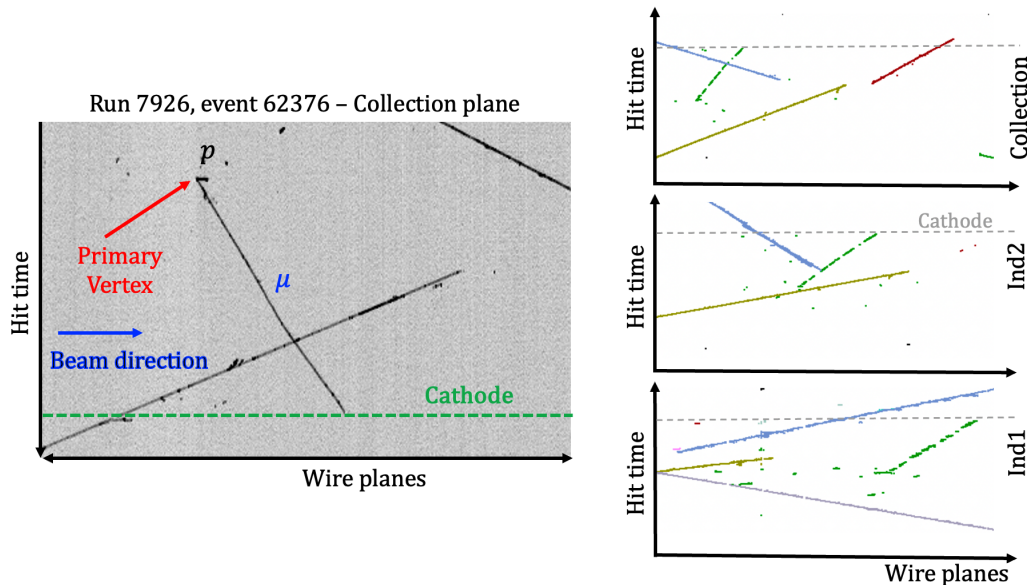 Run 7926, event 62376 – Collection plane
p
Primary
Vertex
μ
Hit time
Beam direction
Cathode
Wire planes
Hit time
Collection
Hit time
Cathode
Ind2
Hit time
Ind1
Wire planes